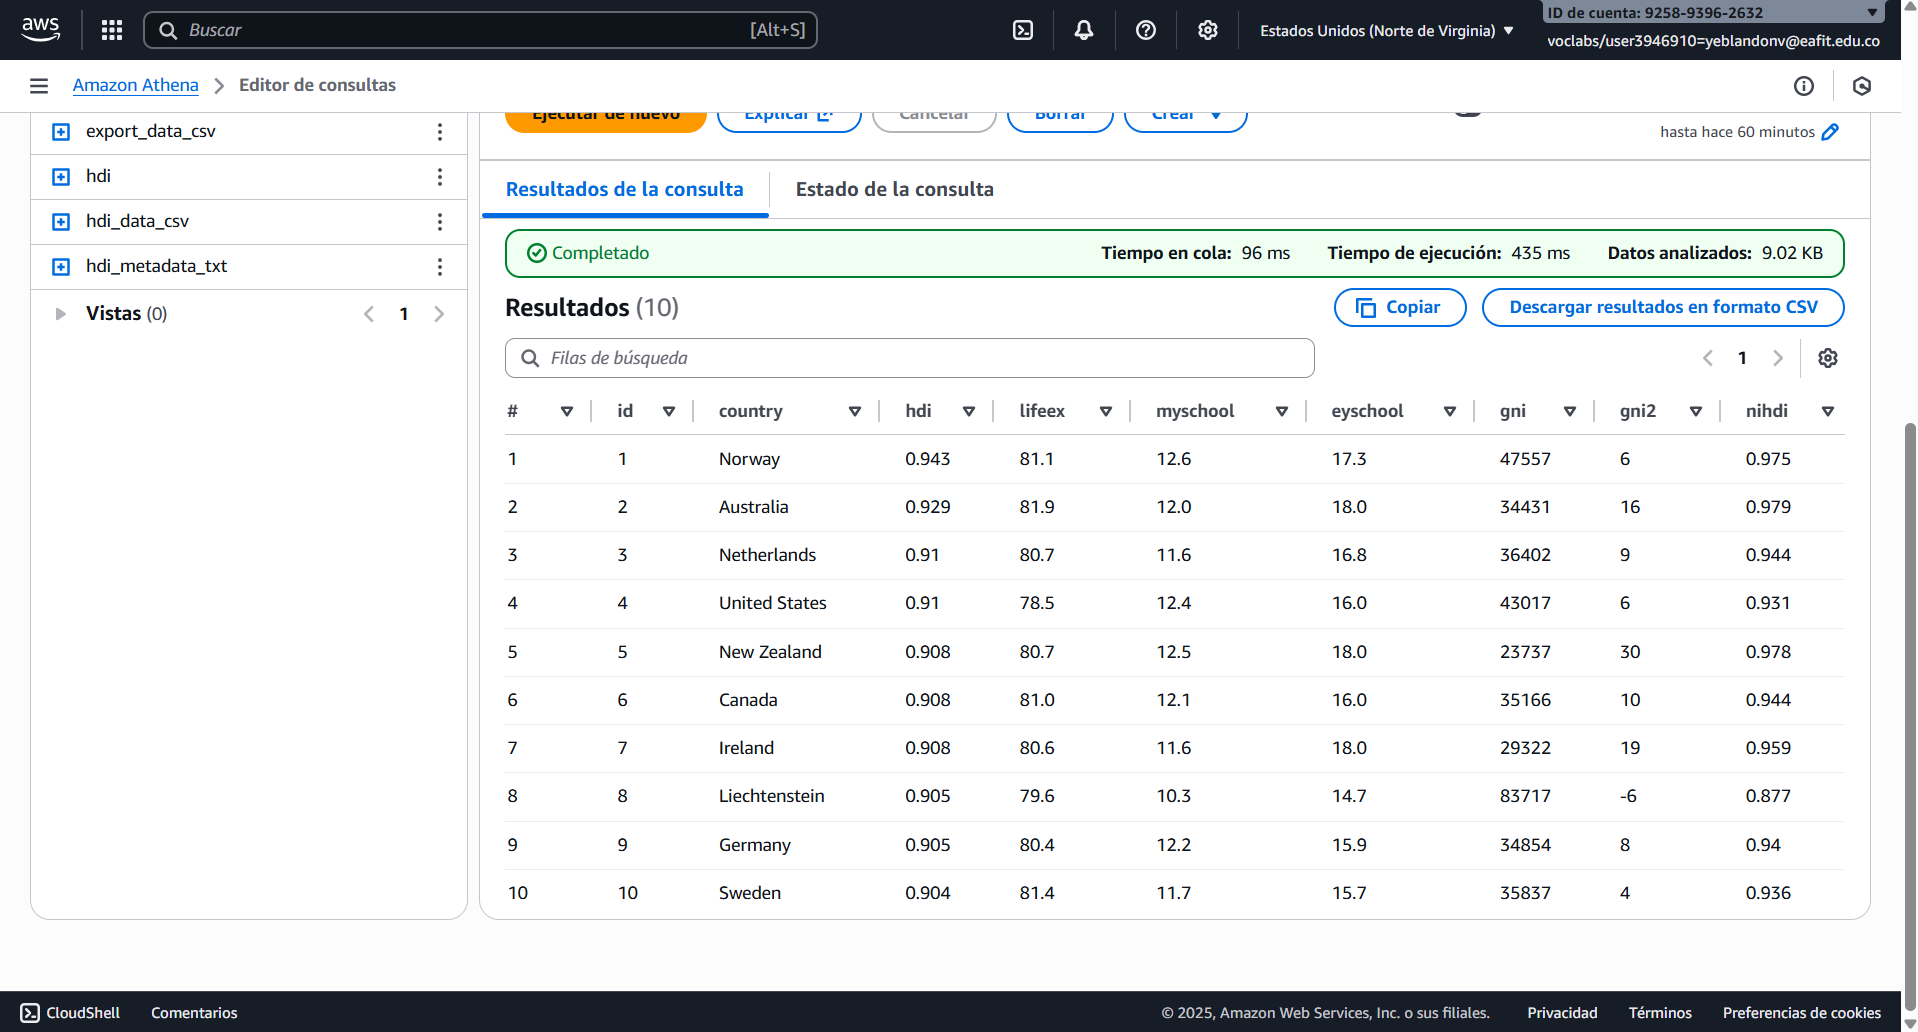 aws
Buscar [Alt+S]
Estados Unidos (Norte de Virginia)
ID de cuenta: 9258-9396-2632
voclabs/user3946910=yeblandonv@eafit.edu.co
Amazon Athena > Editor de consultas
export_data_csv
hdi
hdi_data_csv
hdi_metadata_txt
Vistas (0) 1
Ejecutar de nuevo Explicar Cancelar Borrar Crear
hasta hace 60 minutos
Resultados de la consulta Estado de la consulta
Completado Tiempo en cola: 96 ms Tiempo de ejecución: 435 ms Datos analizados: 9.02 KB
Resultados (10) Copiar Descargar resultados en formato CSV
Filas de búsqueda 1
# id country hdi lifeex myschool eyschool gni gni2 nihdi
1 1 Norway 0.943 81.1 12.6 17.3 47557 6 0.975
2 2 Australia 0.929 81.9 12.0 18.0 34431 16 0.979
3 3 Netherlands 0.91 80.7 11.6 16.8 36402 9 0.944
4 4 United States 0.91 78.5 12.4 16.0 43017 6 0.931
5 5 New Zealand 0.908 80.7 12.5 18.0 23737 30 0.978
6 6 Canada 0.908 81.0 12.1 16.0 35166 10 0.944
7 7 Ireland 0.908 80.6 11.6 18.0 29322 19 0.959
8 8 Liechtenstein 0.905 79.6 10.3 14.7 83717 -6 0.877
9 9 Germany 0.905 80.4 12.2 15.9 34854 8 0.94
10 10 Sweden 0.904 81.4 11.7 15.7 35837 4 0.936
CloudShell Comentarios © 2025, Amazon Web Services, Inc. o sus filiales. Privacidad Términos Preferencias de cookies